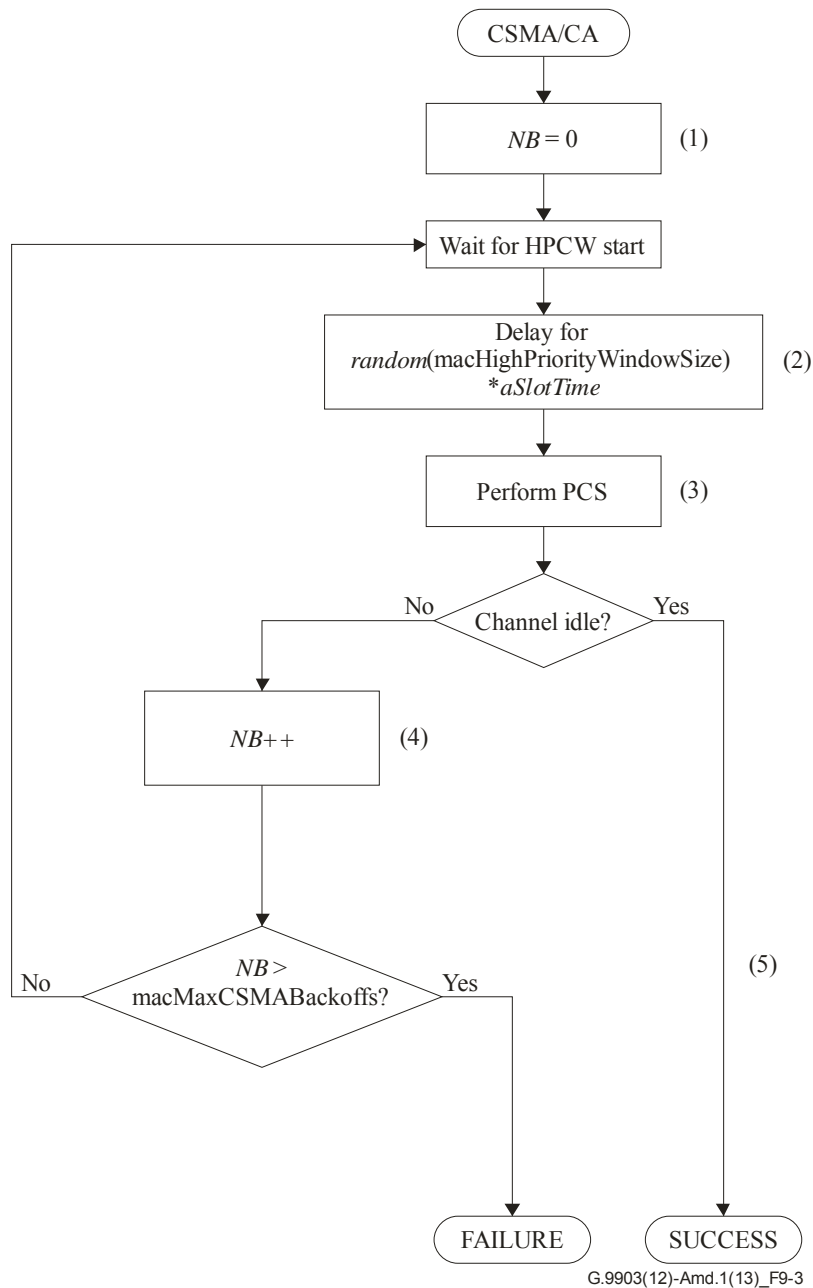 CSMA/CA
NB = 0
(1)
Wait for HPCW start
Delay for
random(macHighPriorityWindowSize)
*aSlotTime
(2)
Perform PCS
(3)
No
Channel idle?
Yes
NB++
(4)
No
NB >
macMaxCSMABackoffs?
Yes
(5)
FAILURE
SUCCESS
G.9903(12)-Amd.1(13)_F9-3